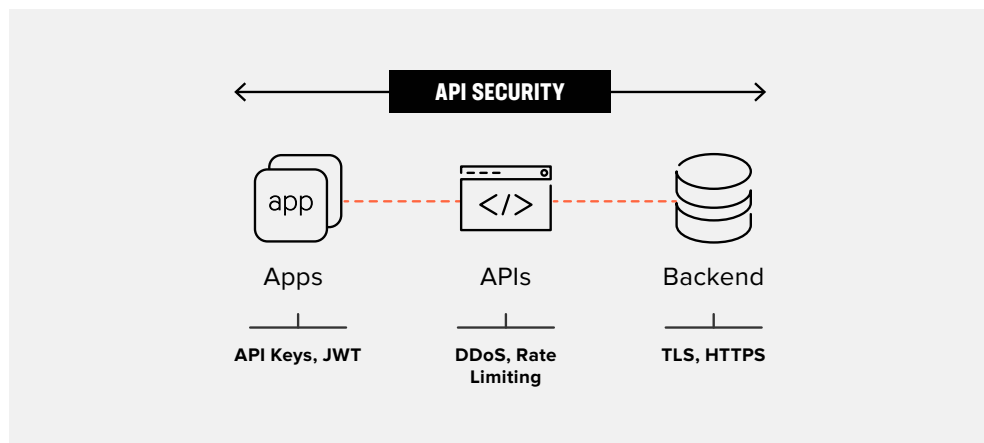 API SECURITY
app
</>
Apps
APIs
Backend
API Keys, JWT
DDoS, Rate
Limiting
TLS, HTTPS